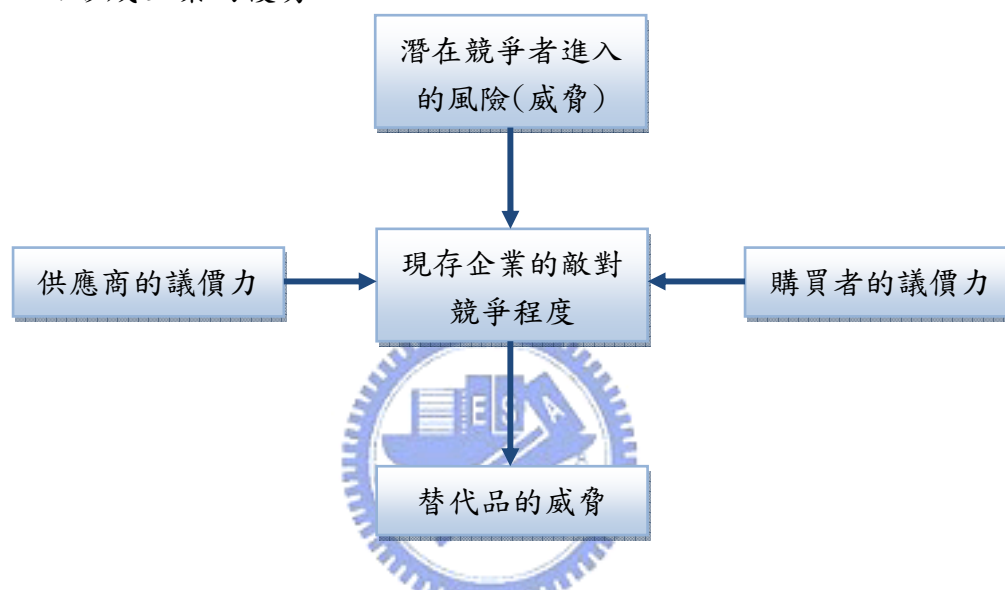 潛在競爭者進入
的風險(威脅)
供應商的議價力
現存企業的敵對
競爭程度
購買者的議價力
ESA
替代品的威脅